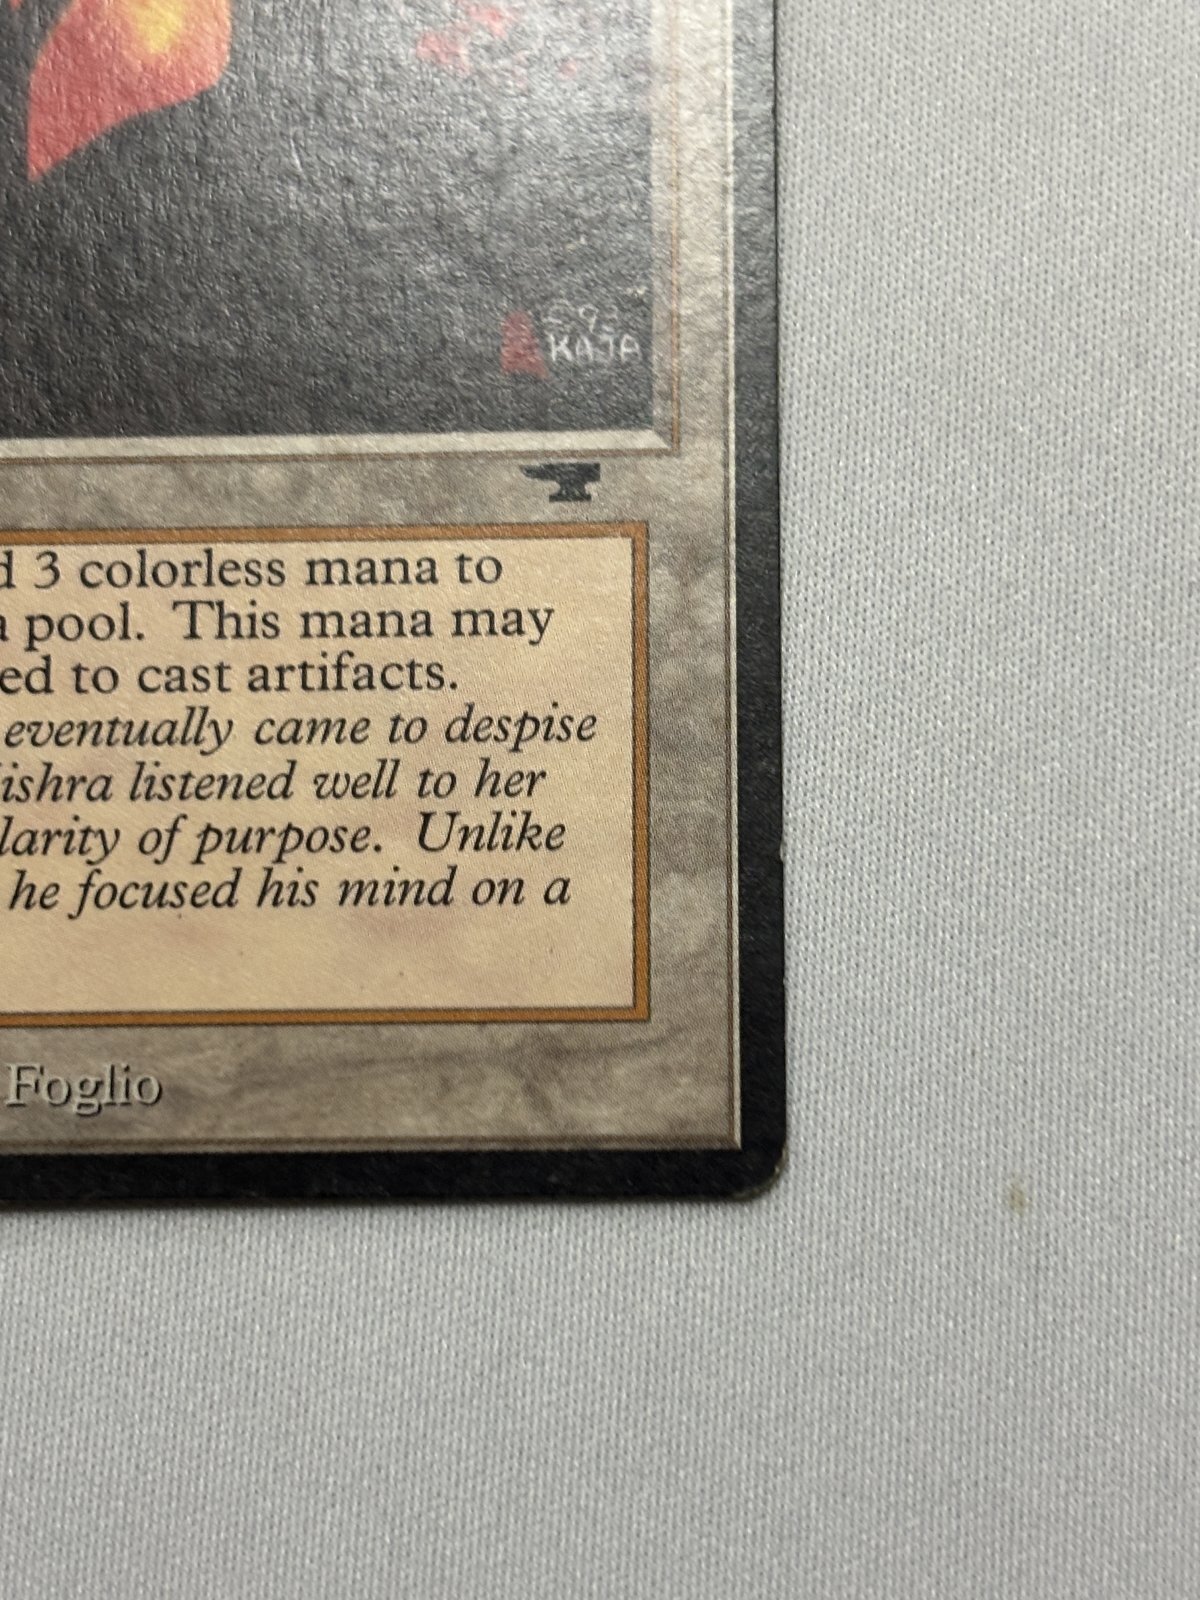 © 93
KAJA
d 3 colorless mana to
a pool. This mana may
ed to cast artifacts.
eventually came to despise
ishra listened well to her
larity of purpose. Unlike
he focused his mind on a
Foglio